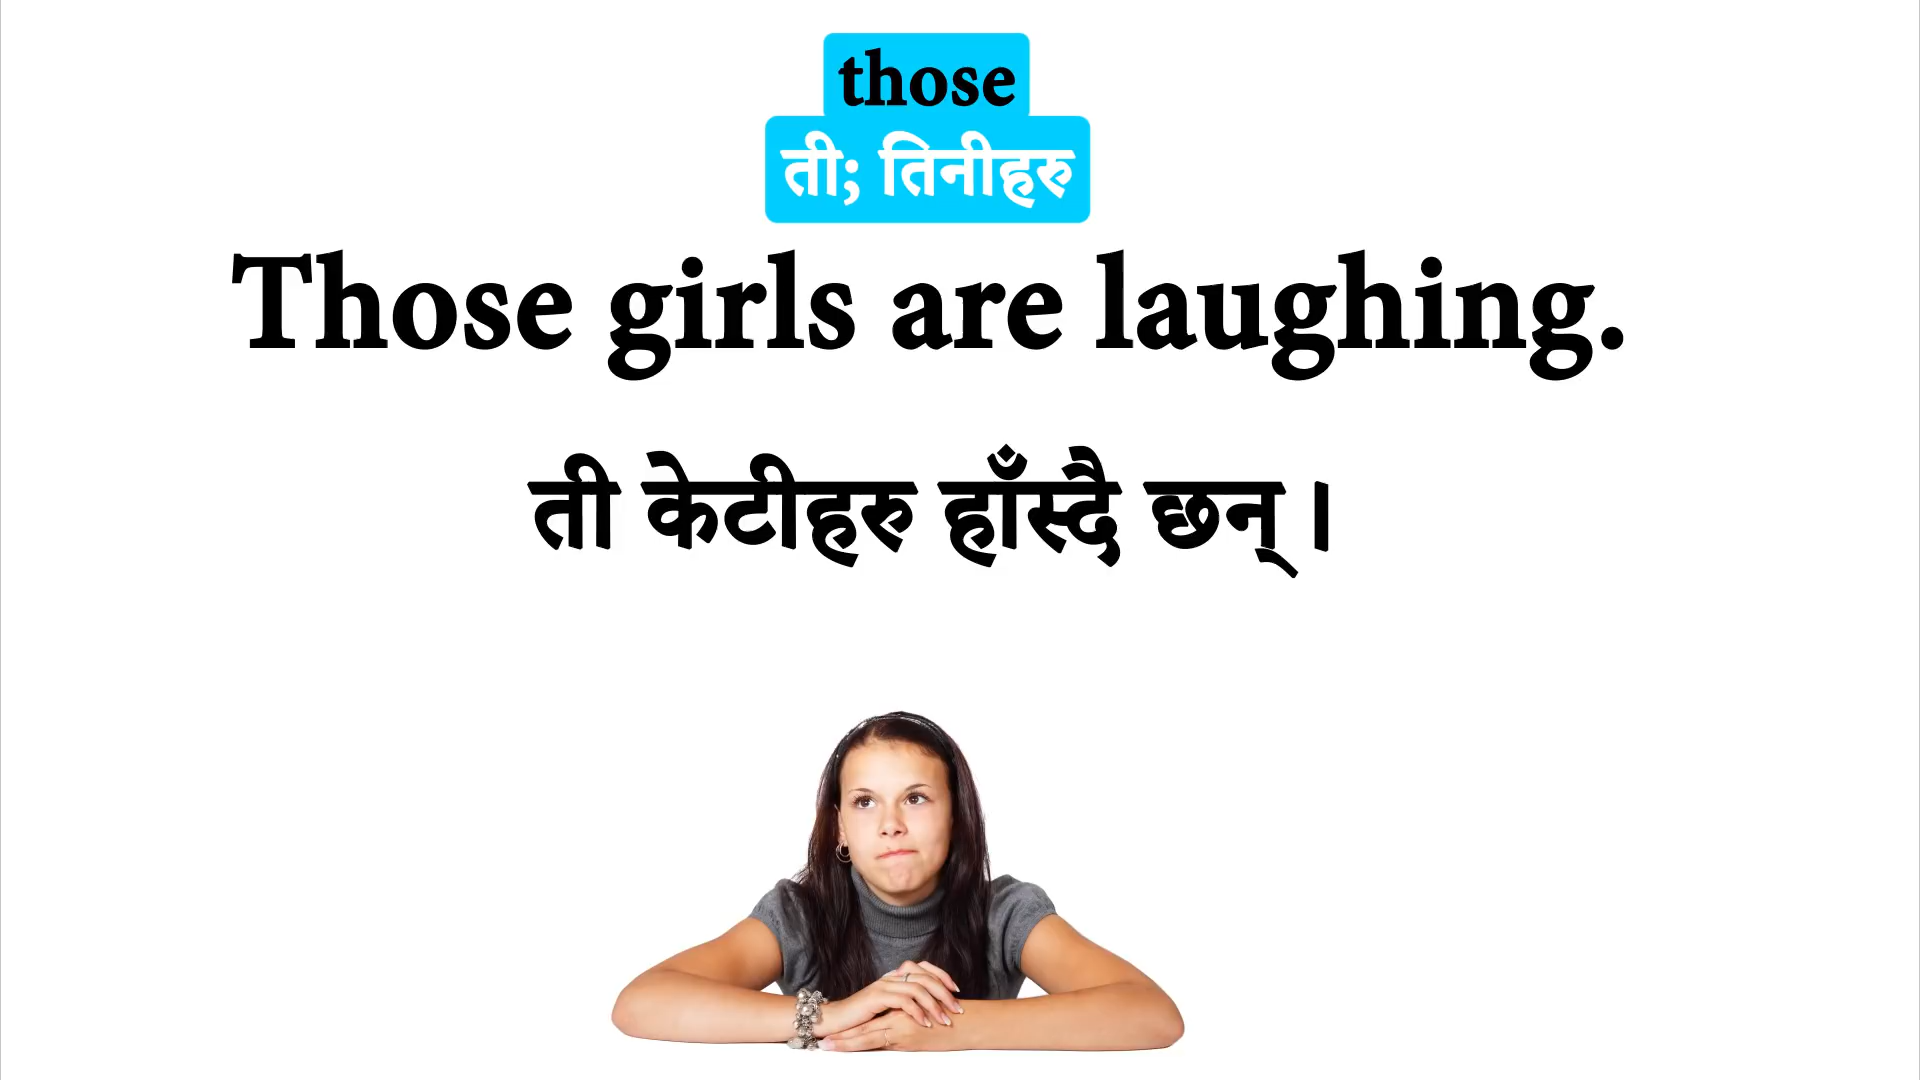 those
ती; तिनीहरु
Those girls are laughing.
ती केटीहरु हाँस्दै छन् ।